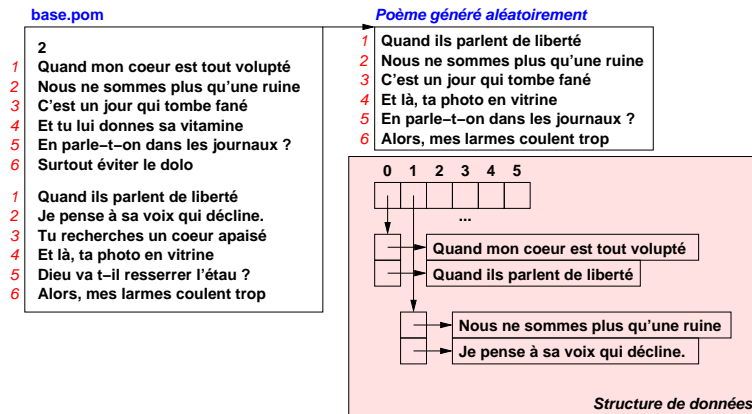 base.pom
2
1 Quand mon coeur est tout volupté
2 Nous ne sommes plus qu'une ruine
3 C'est un jour qui tombe fané
4 Et tu lui donnes sa vitamine
5 En parle-t-on dans les journaux ?
6 Surtout éviter le dolo
1 Quand ils parlent de liberté
2 Je pense à sa voix qui décline.
3 Tu recherches un coeur apaisé
4 Et là, ta photo en vitrine
5 Dieu va t-il resserrer l'étau ?
6 Alors, mes larmes coulent trop
Poème généré aléatoirement
1 Quand ils parlent de liberté
2 Nous ne sommes plus qu'une ruine
3 C'est un jour qui tombe fané
4 Et là, ta photo en vitrine
5 En parle-t-on dans les journaux ?
6 Alors, mes larmes coulent trop
0 1 2 3 4 5
...
Quand mon coeur est tout volupté
Quand ils parlent de liberté
Nous ne sommes plus qu'une ruine
Je pense à sa voix qui décline.
Structure de données